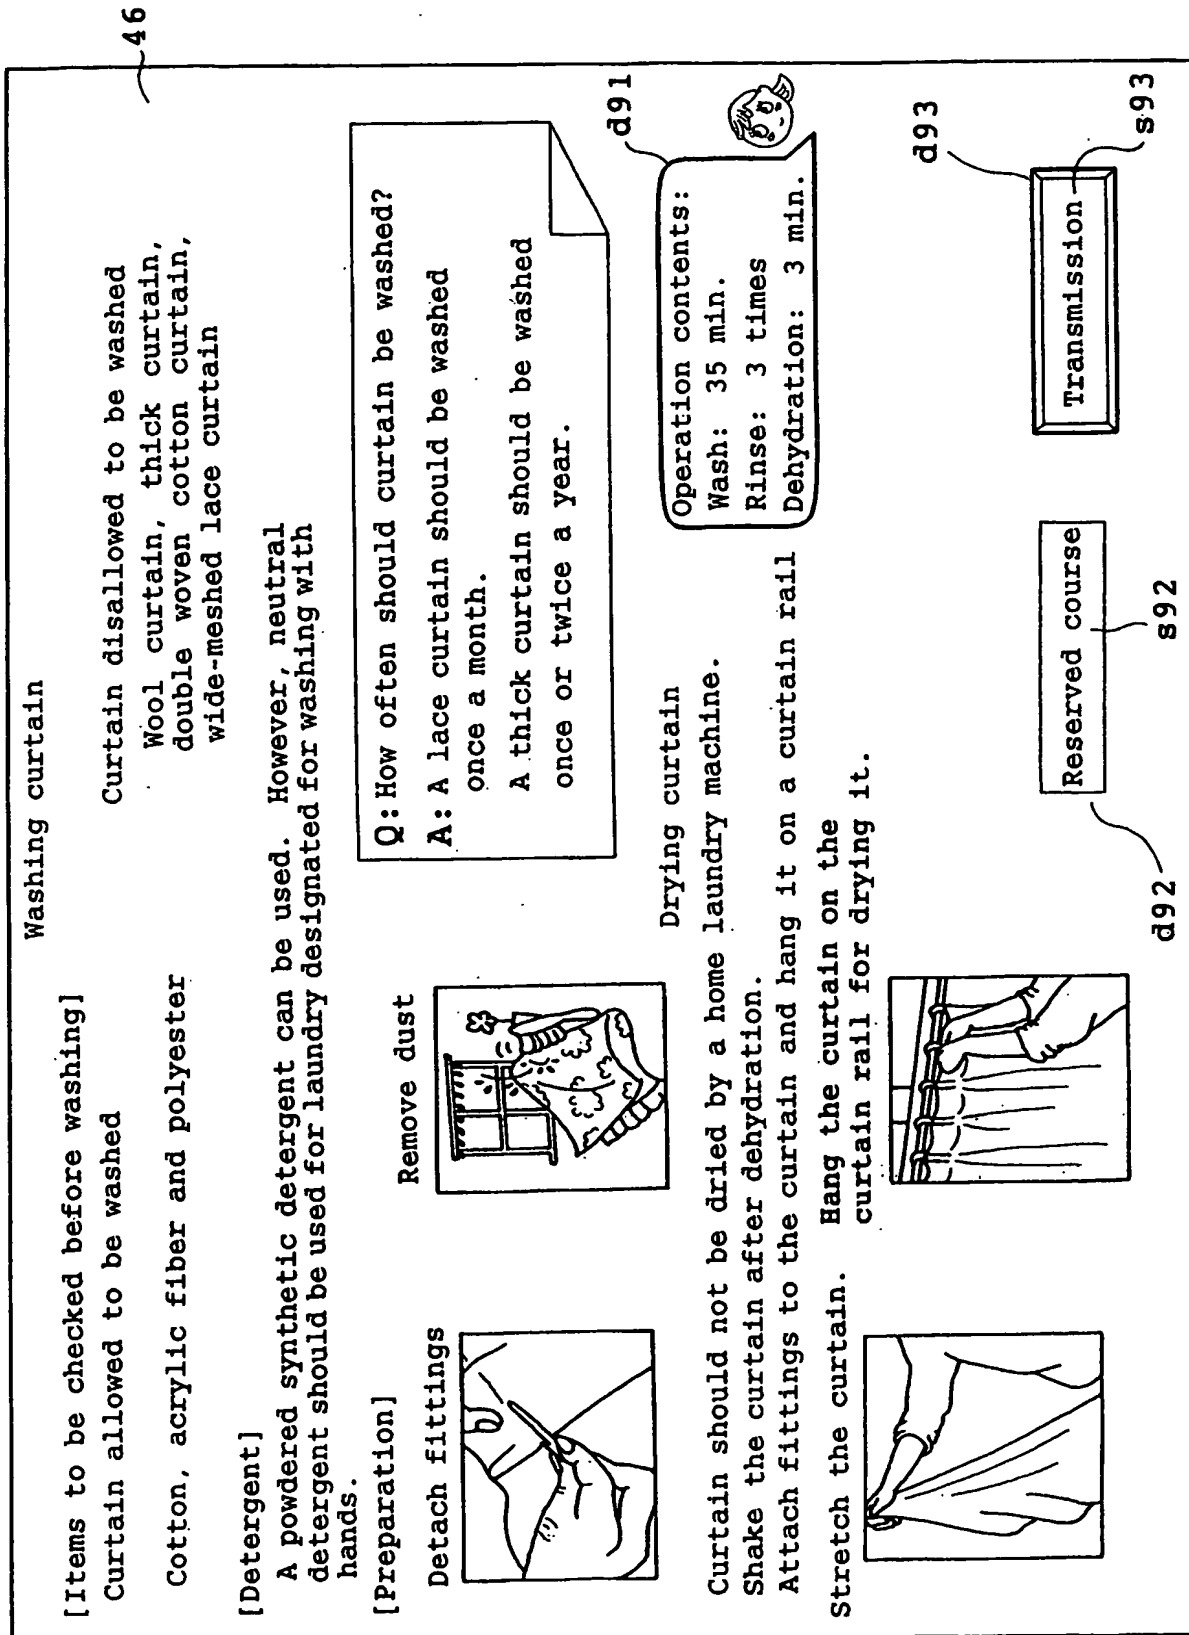 Washing curtain
46
[Items to be checked before washing]
Curtain allowed to be washed
Cotton, acrylic fiber and polyester
Curtain disallowed to be washed
Wool curtain, thick curtain,
double woven cotton curtain,
wide-meshed lace curtain
[Detergent]
A powdered synthetic detergent can be used. However, neutral
detergent should be used for laundry designated for washing with
hands.
[Preparation]
Detach fittings
Remove dust
Q: How often should curtain be washed?
A: A lace curtain should be washed
once a month.
A thick curtain should be washed
once or twice a year.
d91
Operation contents:
Wash: 35 min.
Rinse: 3 times
Dehydration: 3 min.
Drying curtain
Curtain should not be dried by a home laundry machine.
Shake the curtain after dehydration.
Attach fittings to the curtain and hang it on a curtain rail
Stretch the curtain.
Hang the curtain on the
curtain rail for drying it.
d92
Reserved course
s92
d93
Transmission
s93